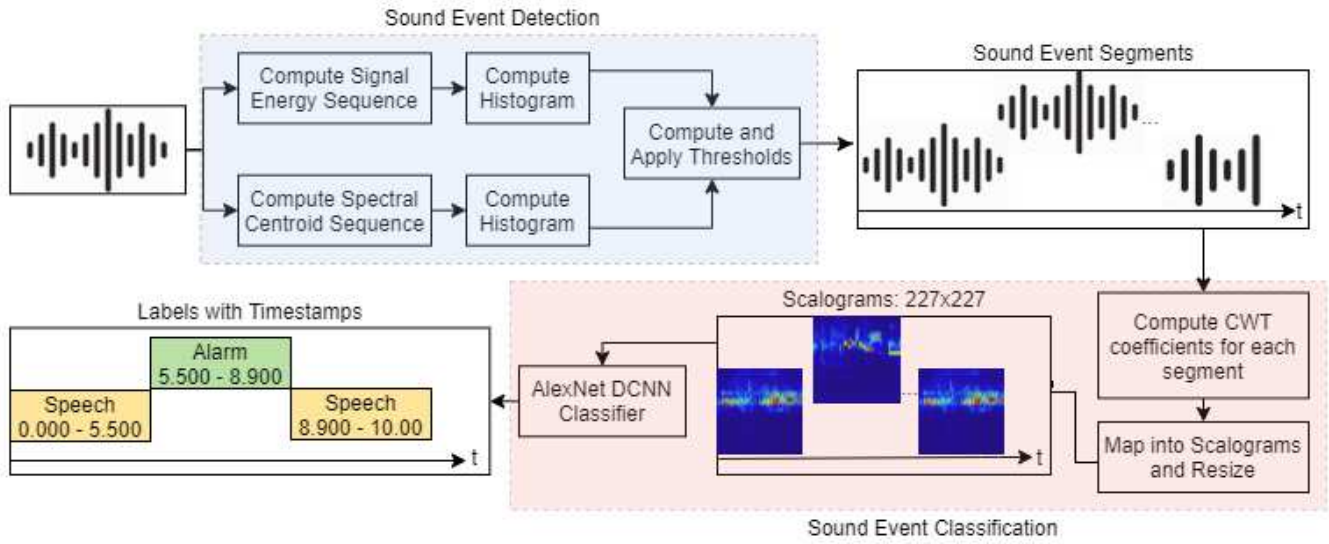 Sound Event Detection
Compute Signal
Energy Sequence
Compute
Histogram
Compute Spectral
Centroid Sequence
Compute
Histogram
Compute and
Apply Thresholds
Sound Event Segments
...
t
Compute CWT
coefficients for each
segment
Map into Scalograms
and Resize
Scalograms: 227x227
...
t
AlexNet DCNN
Classifier
Sound Event Classification
Labels with Timestamps
Alarm
5.500 - 8.900
Speech
0.000 - 5.500
Speech
8.900 - 10.00
t